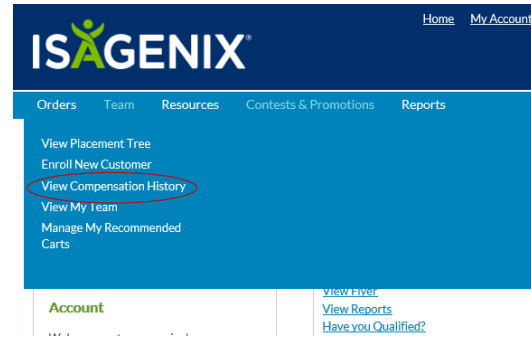 Home My Account
ISAGENIX®
Orders Team Resources Contests & Promotions Reports
View Placement Tree
Enroll New Customer
View Compensation History
View My Team
Manage My Recommended
Carts
View Flyer
Account
View Reports
Have you Qualified?